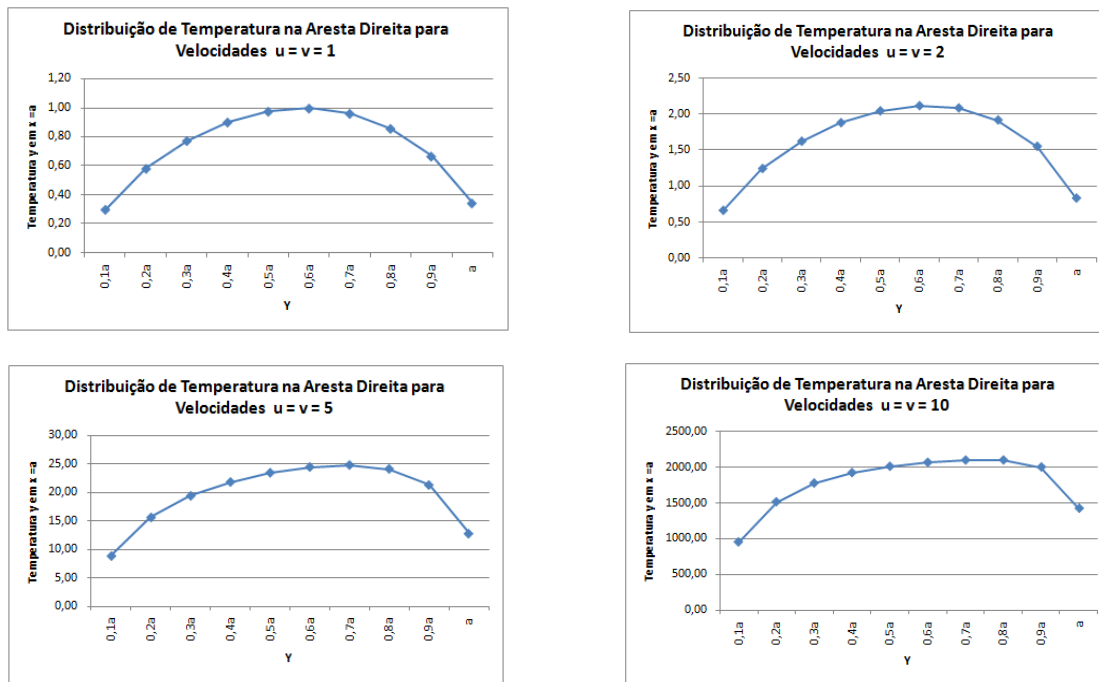 Distribuição de Temperatura na Aresta Direita para
Velocidades u = v = 1
Temperatura y em x =a
1,20
1,00
0,80
0,60
0,40
0,20
0,00
0,1a
0,2a
0,3a
0,4a
0,5a
0,6a
0,7a
0,8a
0,9a
a
Y
Distribuição de Temperatura na Aresta Direita para
Velocidades u = v = 2
Temperatura y em x =a
2,50
2,00
1,50
1,00
0,50
0,00
0,1a
0,2a
0,3a
0,4a
0,5a
0,6a
0,7a
0,8a
0,9a
a
Y
Distribuição de Temperatura na Aresta Direita para
Velocidades u = v = 5
Temperatura y em x =a
30,00
25,00
20,00
15,00
10,00
5,00
0,00
0,1a
0,2a
0,3a
0,4a
0,5a
0,6a
0,7a
0,8a
0,9a
a
Y
Distribuição de Temperatura na Aresta Direita para
Velocidades u = v = 10
Temperatura y em x =a
2500,00
2000,00
1500,00
1000,00
500,00
0,00
0,1a
0,2a
0,3a
0,4a
0,5a
0,6a
0,7a
0,8a
0,9a
a
Y